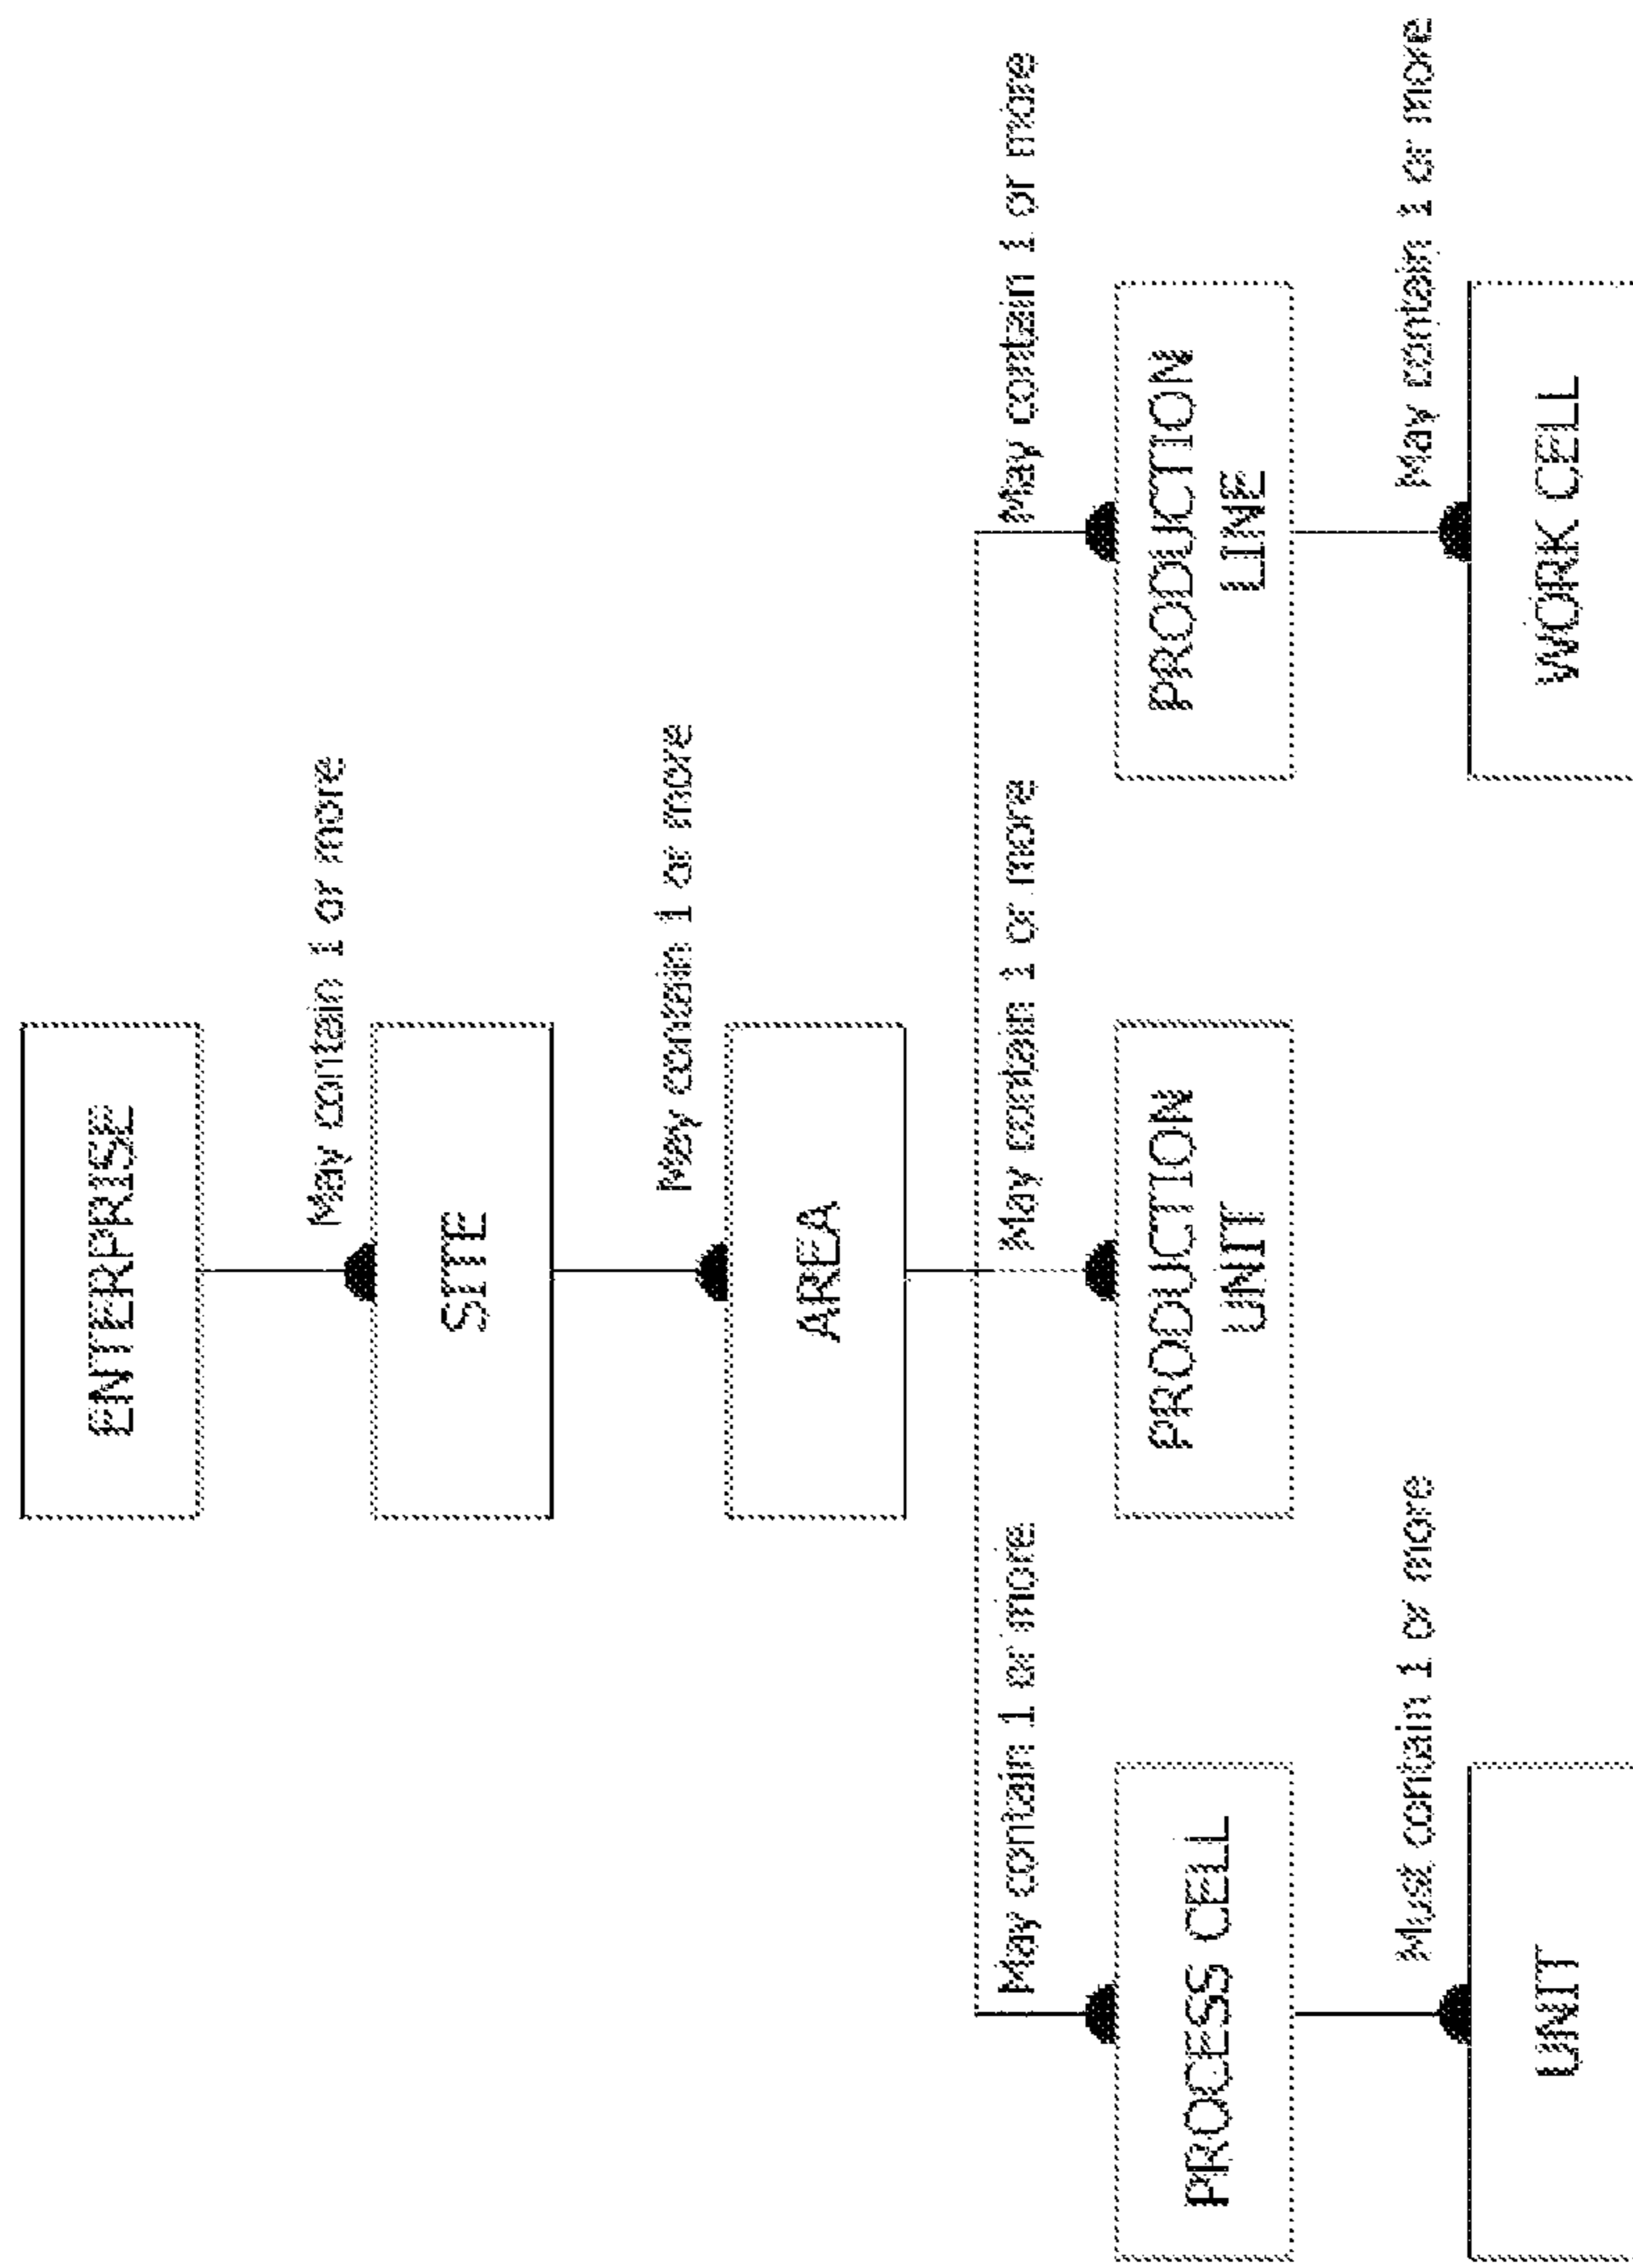 ENTERPRISE
May contain 1 or more
SITE
May contain 1 or more
AREA
May contain 1 or more
May contain 1 or more
May contain 1 or more
PROCESS CELL
PRODUCTION
UNIT
PRODUCTION
LINE
Must contain 1 or more
May contain 1 or more
UNIT
WORK CELL